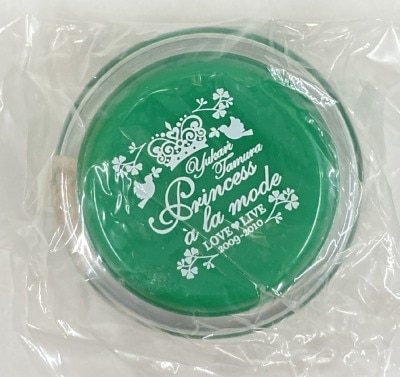 Yukari
Tamura
Princess
à la mode
LOVE♥LIVE
2009-2010